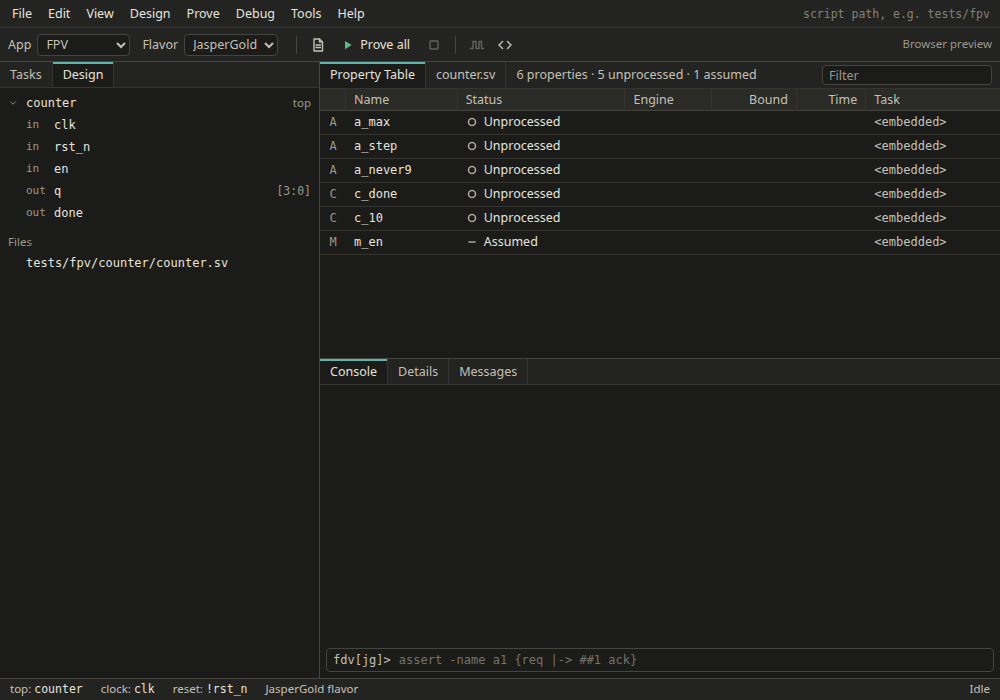 File Edit View Design Prove Debug Tools Help script path, e.g. tests/fpv
App FPV Flavor JasperGold Prove all Browser preview
Tasks Design
counter top
in clk
in rst_n
in en
out q [3:0]
out done
Files
tests/fpv/counter/counter.sv
Property Table counter.sv 6 properties · 5 unprocessed · 1 assumed Filter
Name Status Engine Bound Time Task
A a_max Unprocessed <embedded>
A a_step Unprocessed <embedded>
A a_never9 Unprocessed <embedded>
C c_done Unprocessed <embedded>
C c_10 Unprocessed <embedded>
M m_en Assumed <embedded>
Console Details Messages
fdv[jg]> assert -name a1 {req |-> ##1 ack}
top: counter clock: clk reset: !rst_n JasperGold flavor Idle